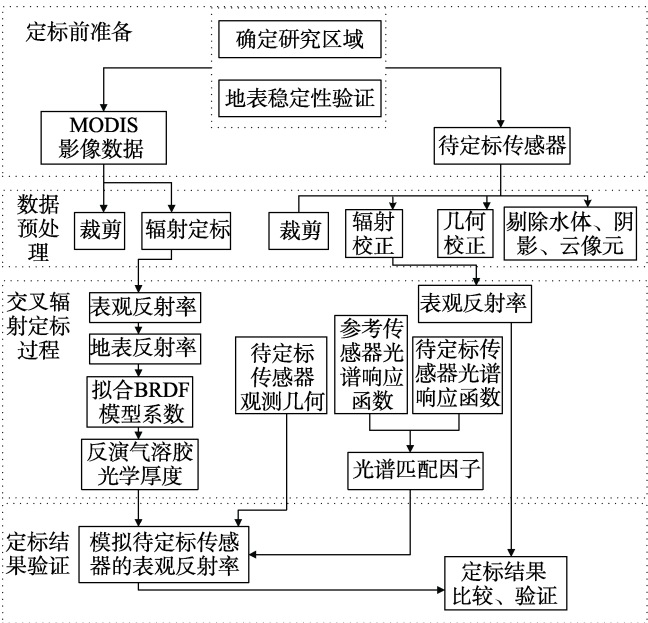 定标前准备
确定研究区域
地表稳定性验证
MODIS
影像数据
待定标传感器
数据
预处
理
裁剪
辐射定标
裁剪
辐射
校正
几何
校正
剔除水体、阴
影、云像元
交叉辐
射定标
过程
表观反射率
地表反射率
拟合BRDF
模型系数
反演气溶胶
光学厚度
待定标
传感器
观测几何
参考传
感器光
谱响应
函数
待定标传
感器光谱
响应函数
表观反射率
光谱匹配因子
定标结
果验证
模拟待定标传感
器的表观反射率
定标结果
比较、验证